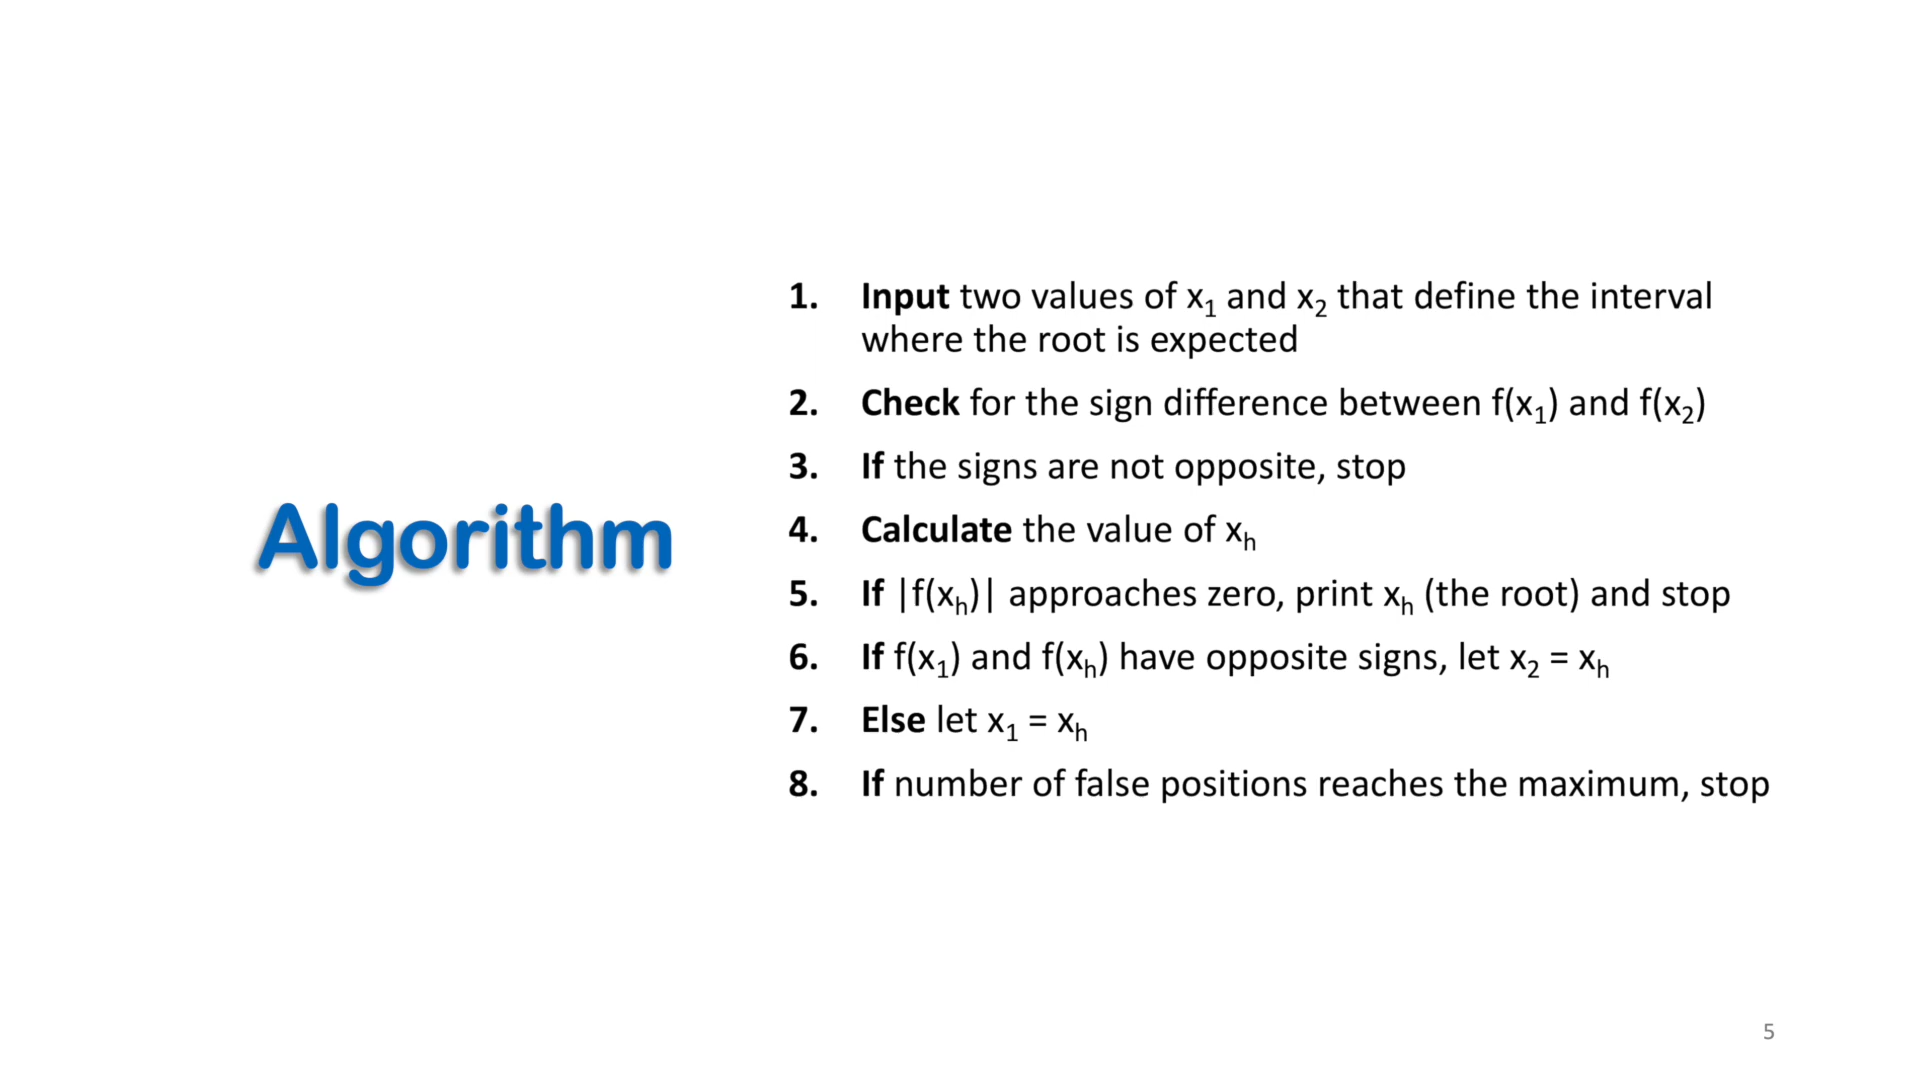 Algorithm
1. Input two values of x₁ and x₂ that define the interval
where the root is expected
2. Check for the sign difference between f(x₁) and f(x₂)
3. If the signs are not opposite, stop
4. Calculate the value of xₕ
5. If |f(xₕ)| approaches zero, print xₕ (the root) and stop
6. If f(x₁) and f(xₕ) have opposite signs, let x₂ = xₕ
7. Else let x₁ = xₕ
8. If number of false positions reaches the maximum, stop
5